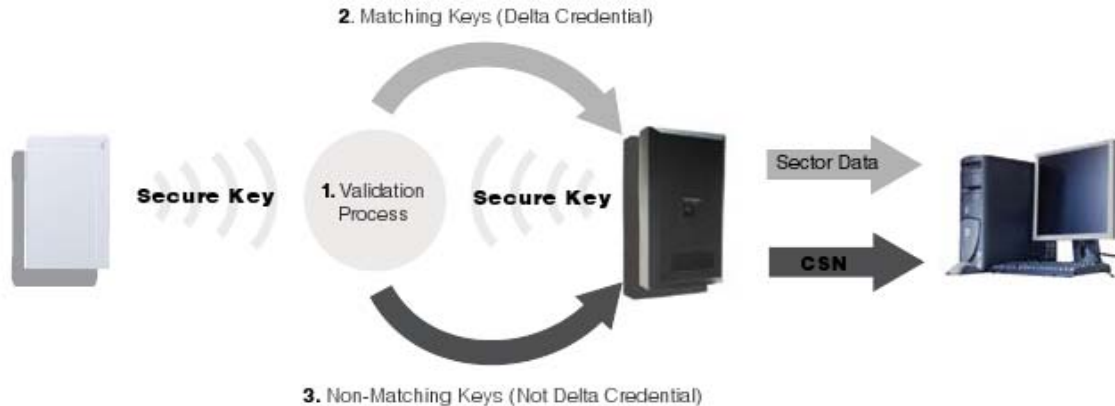 2. Matching Keys (Delta Credential)
Secure Key
1. Validation
Process
Secure Key
Sector Data
CSN
3. Non-Matching Keys (Not Delta Credential)